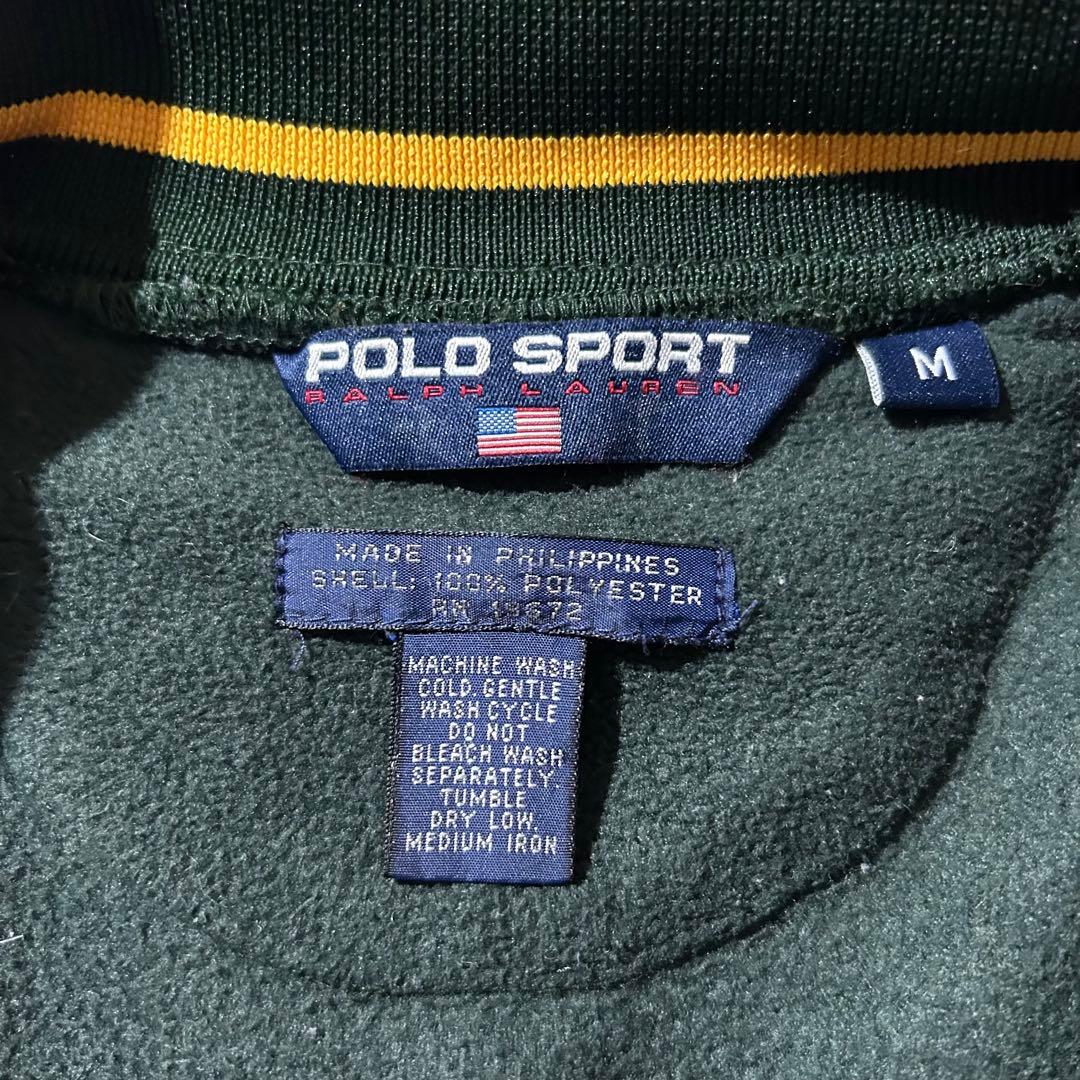 POLO SPORT
RALPH LAUREN
M
MADE IN PHILIPPINES
SHELL: 100% POLYESTER
RN
MACHINE WASH
COLD GENTLE
WASH CYCLE
DO NOT
BLEACH WASH
SEPARATELY.
TUMBLE
DRY LOW.
MEDIUM IRON